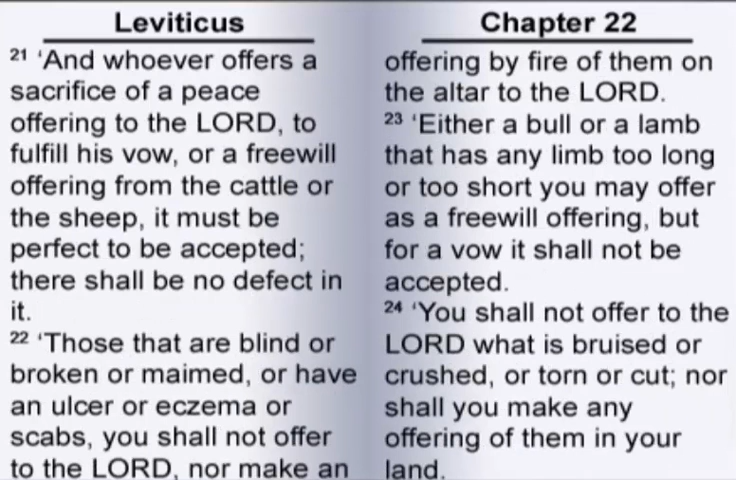 Leviticus
21 ‘And whoever offers a
sacrifice of a peace
offering to the LORD, to
fulfill his vow, or a freewill
offering from the cattle or
the sheep, it must be
perfect to be accepted;
there shall be no defect in
it.
22 ‘Those that are blind or
broken or maimed, or have
an ulcer or eczema or
scabs, you shall not offer
to the LORD, nor make an
Chapter 22
offering by fire of them on
the altar to the LORD.
23 ‘Either a bull or a lamb
that has any limb too long
or too short you may offer
as a freewill offering, but
for a vow it shall not be
accepted.
24 ‘You shall not offer to the
LORD what is bruised or
crushed, or torn or cut; nor
shall you make any
offering of them in your
land.